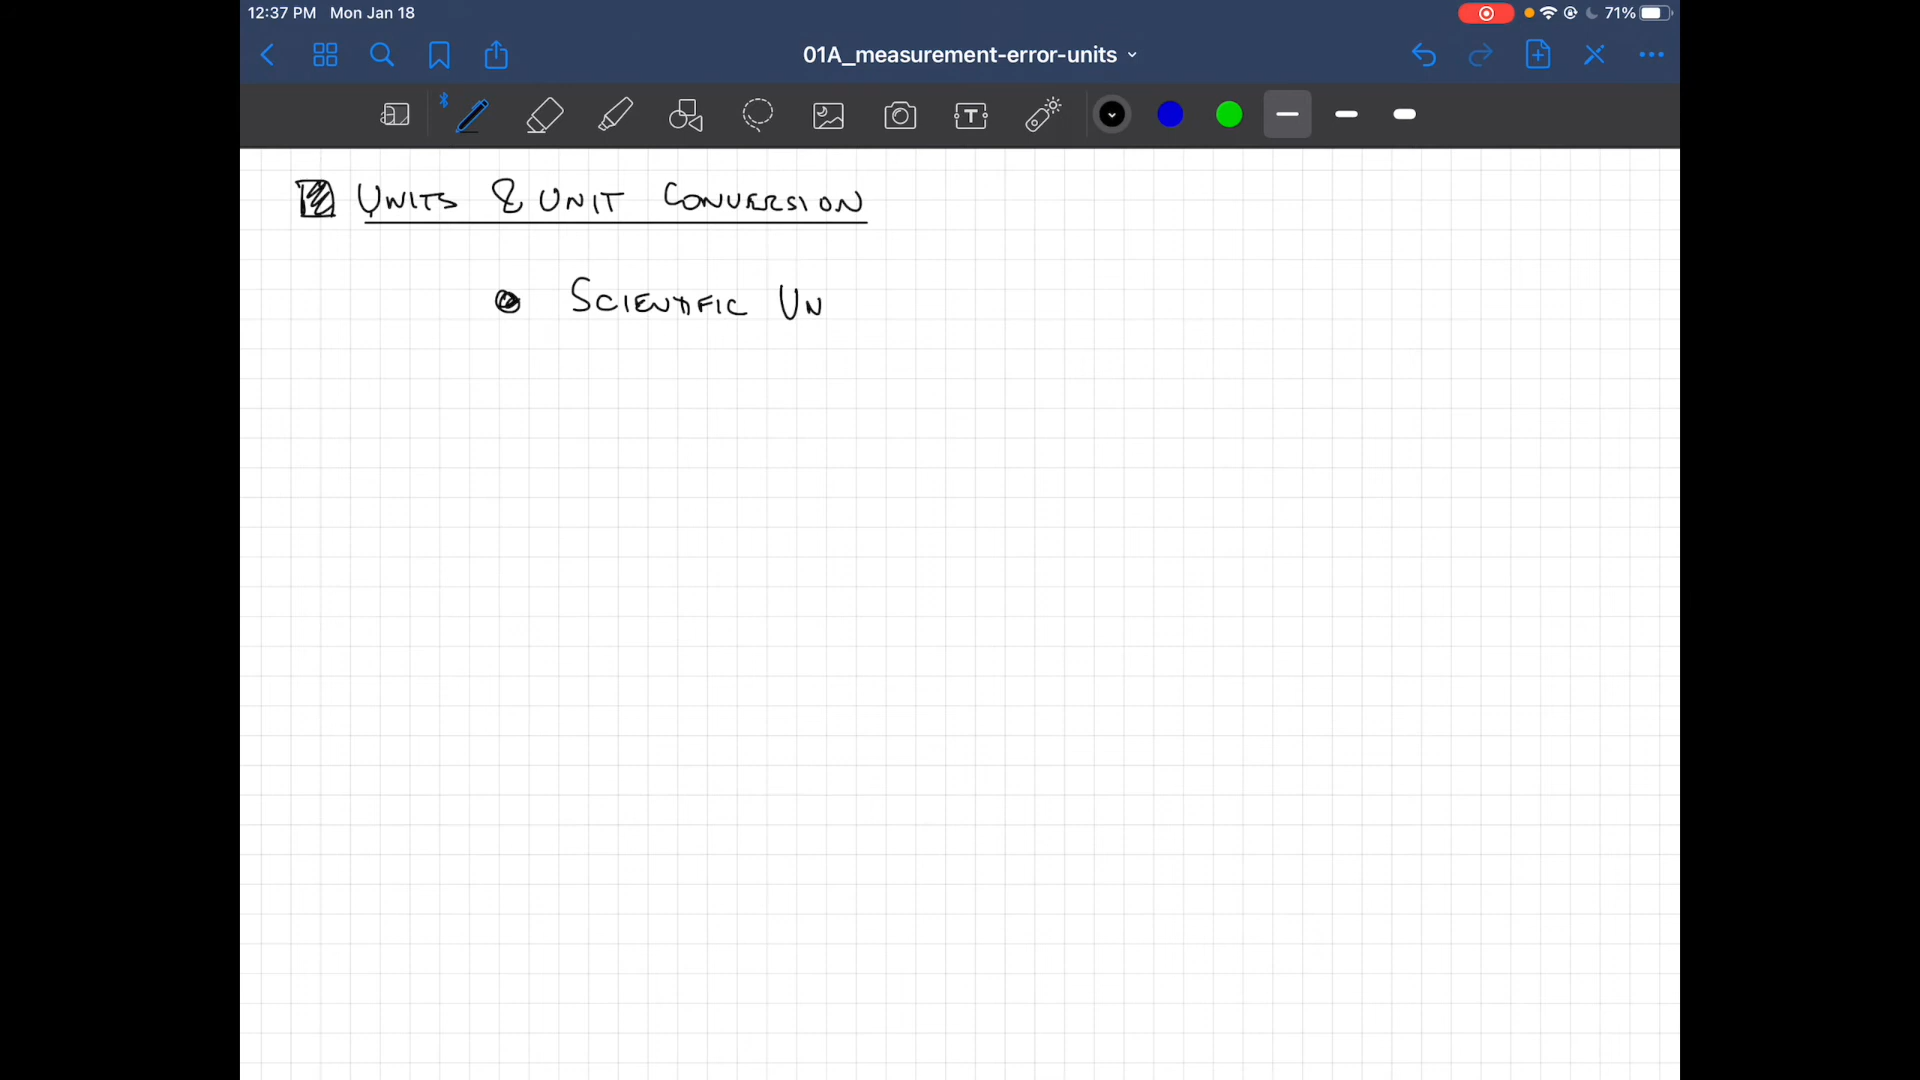 12:37 PM Mon Jan 18 71%
01A_measurement-error-units
T
UNITS & UNIT CONVERSION
SCIENTIFIC UN